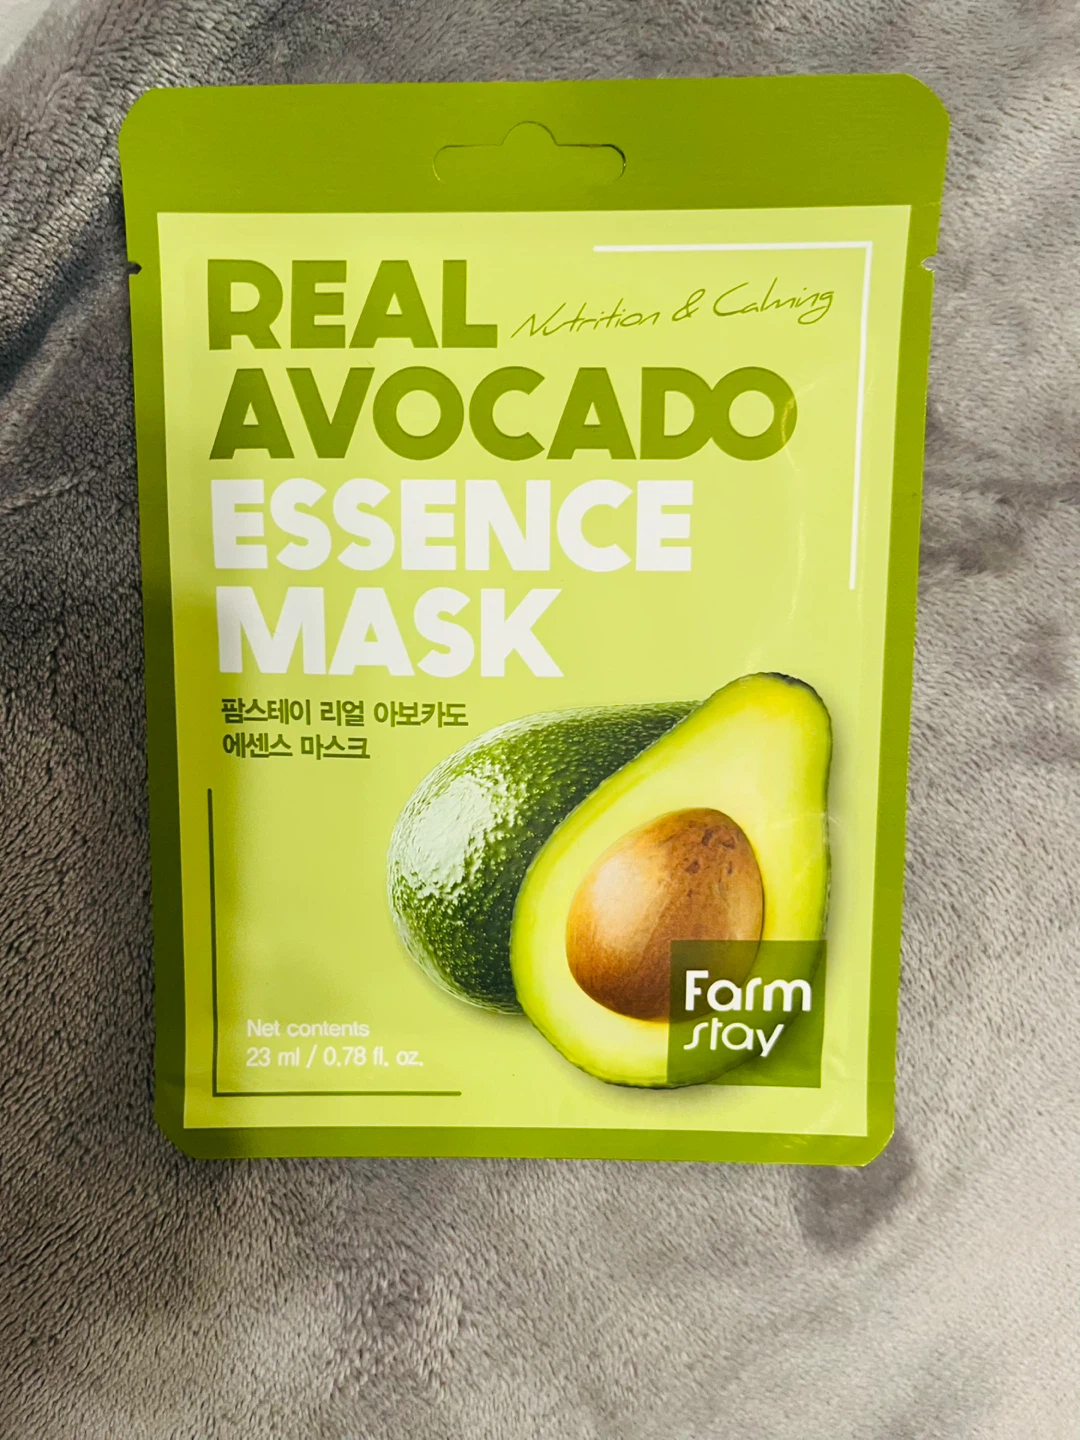 REAL
Nutrition & Calming
AVOCADO
ESSENCE
MASK
팜스테이 리얼 아보카도
에센스 마스크
Net contents
23 ml / 0.78 fl. oz.
Farm
stay